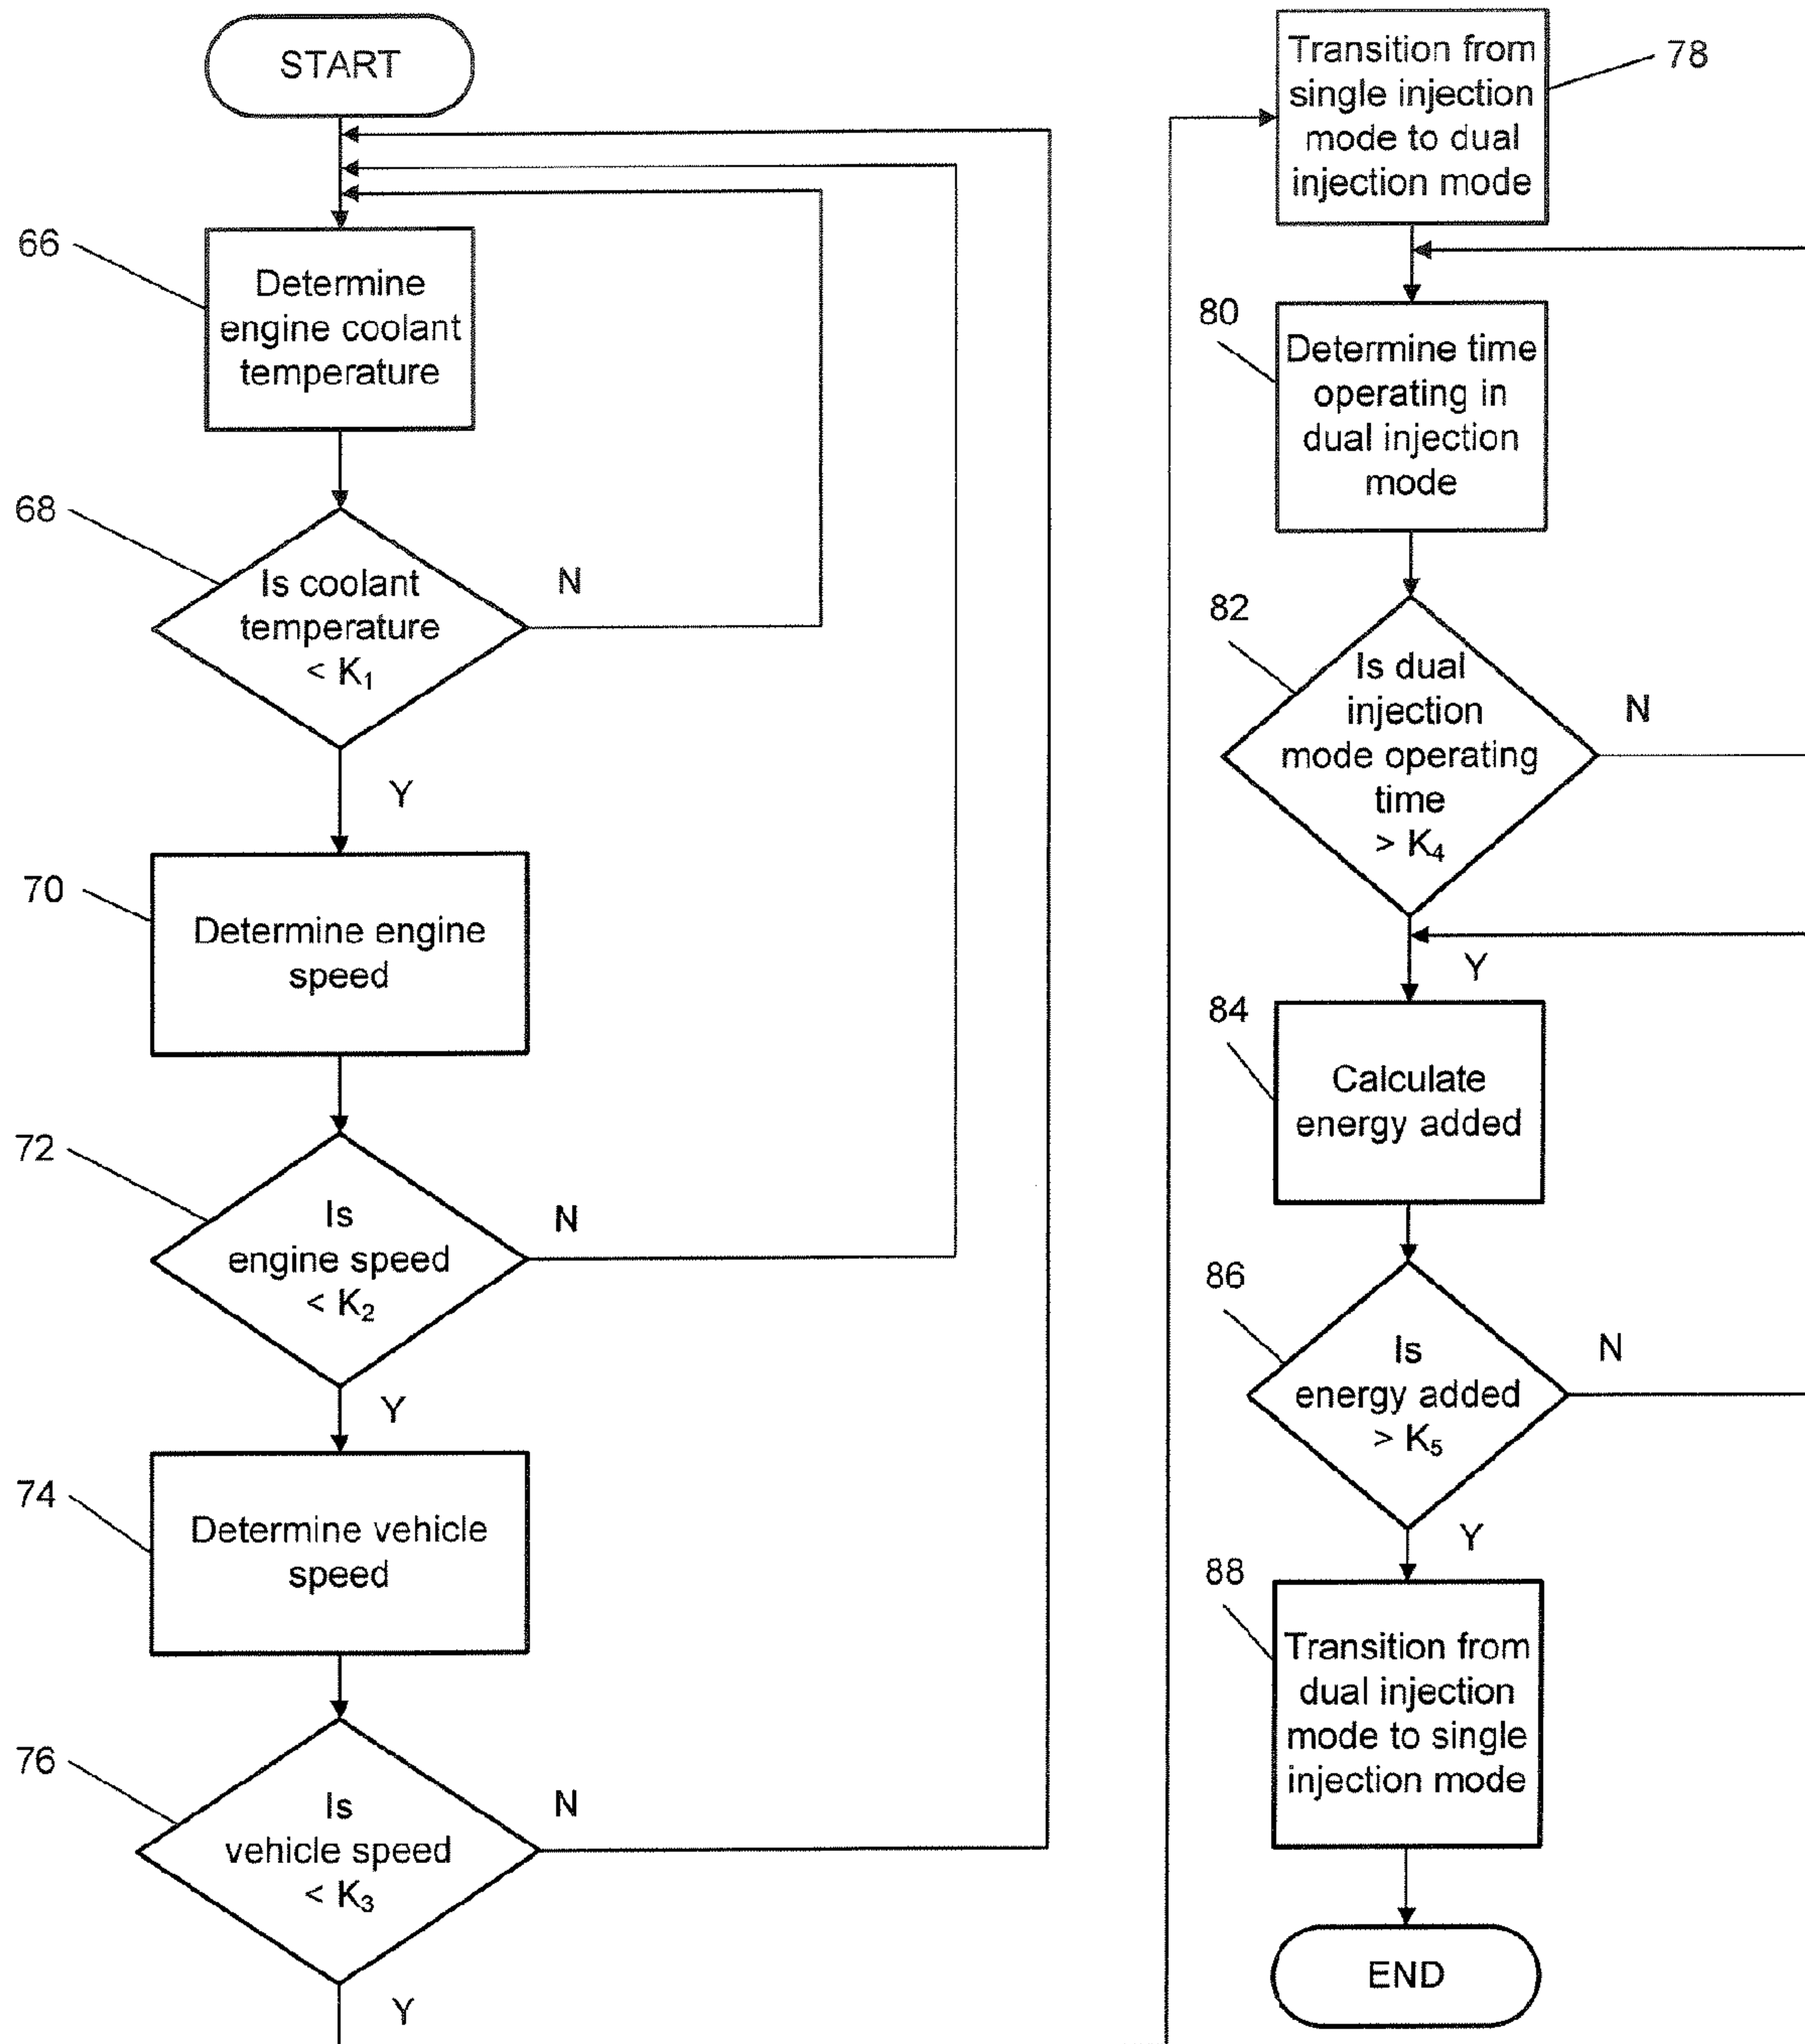 START
66
Determine
engine coolant
temperature
68
Is coolant
temperature
< K₁
N
Y
70
Determine engine
speed
72
Is
engine speed
< K₂
N
Y
74
Determine vehicle
speed
76
Is
vehicle speed
< K₃
N
Y
Transition from
single injection
mode to dual
injection mode
78
80
Determine time
operating in
dual injection
mode
82
Is dual
injection
mode operating
time
> K₄
N
Y
84
Calculate
energy added
86
Is
energy added
> K₅
N
Y
88
Transition from
dual injection
mode to single
injection mode
END